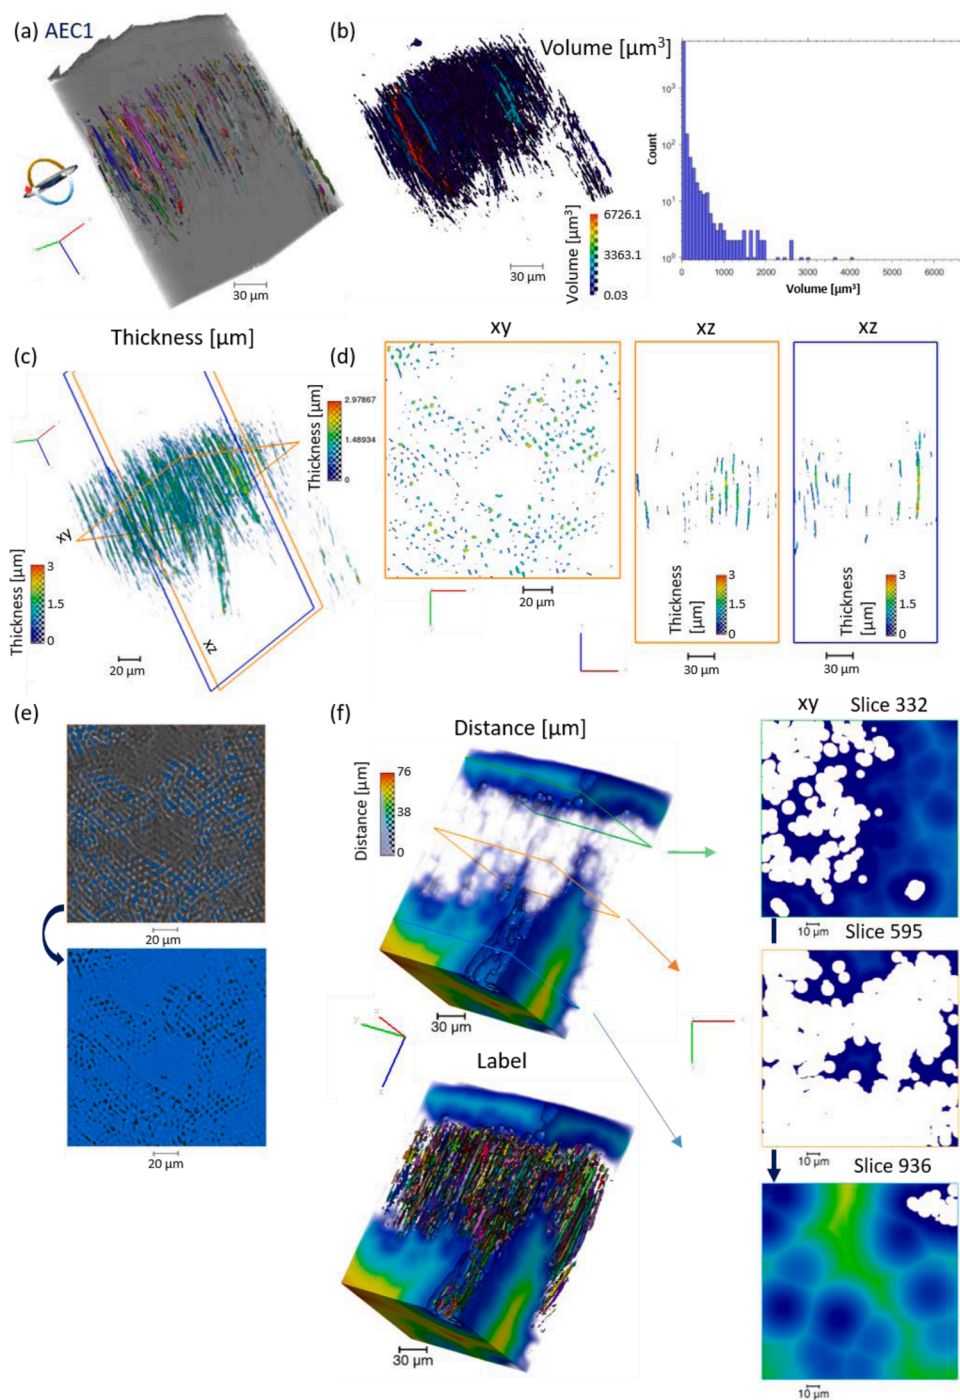 (a) AEC1
30 µm
(b)
Volume [µm³]
Volume [µm³]
6726.1
3363.1
0.03
30 µm
Count
10³
10²
10¹
10⁰
0
1000
2000
3000
4000
5000
6000
Volume [µm³]
(c)
Thickness [µm]
Thickness [µm]
3
1.5
0
xy
xz
20 µm
(d)
Thickness [µm]
2.97867
1.48934
0
xy
20 µm
xz
Thickness
[µm]
3
1.5
0
30 µm
xz
Thickness
[µm]
3
1.5
0
30 µm
(e)
20 µm
20 µm
(f)
Distance [µm]
Distance [µm]
76
38
0
30 µm
y
x
z
Label
30 µm
xy
Slice 332
10 µm
Slice 595
10 µm
Slice 936
10 µm